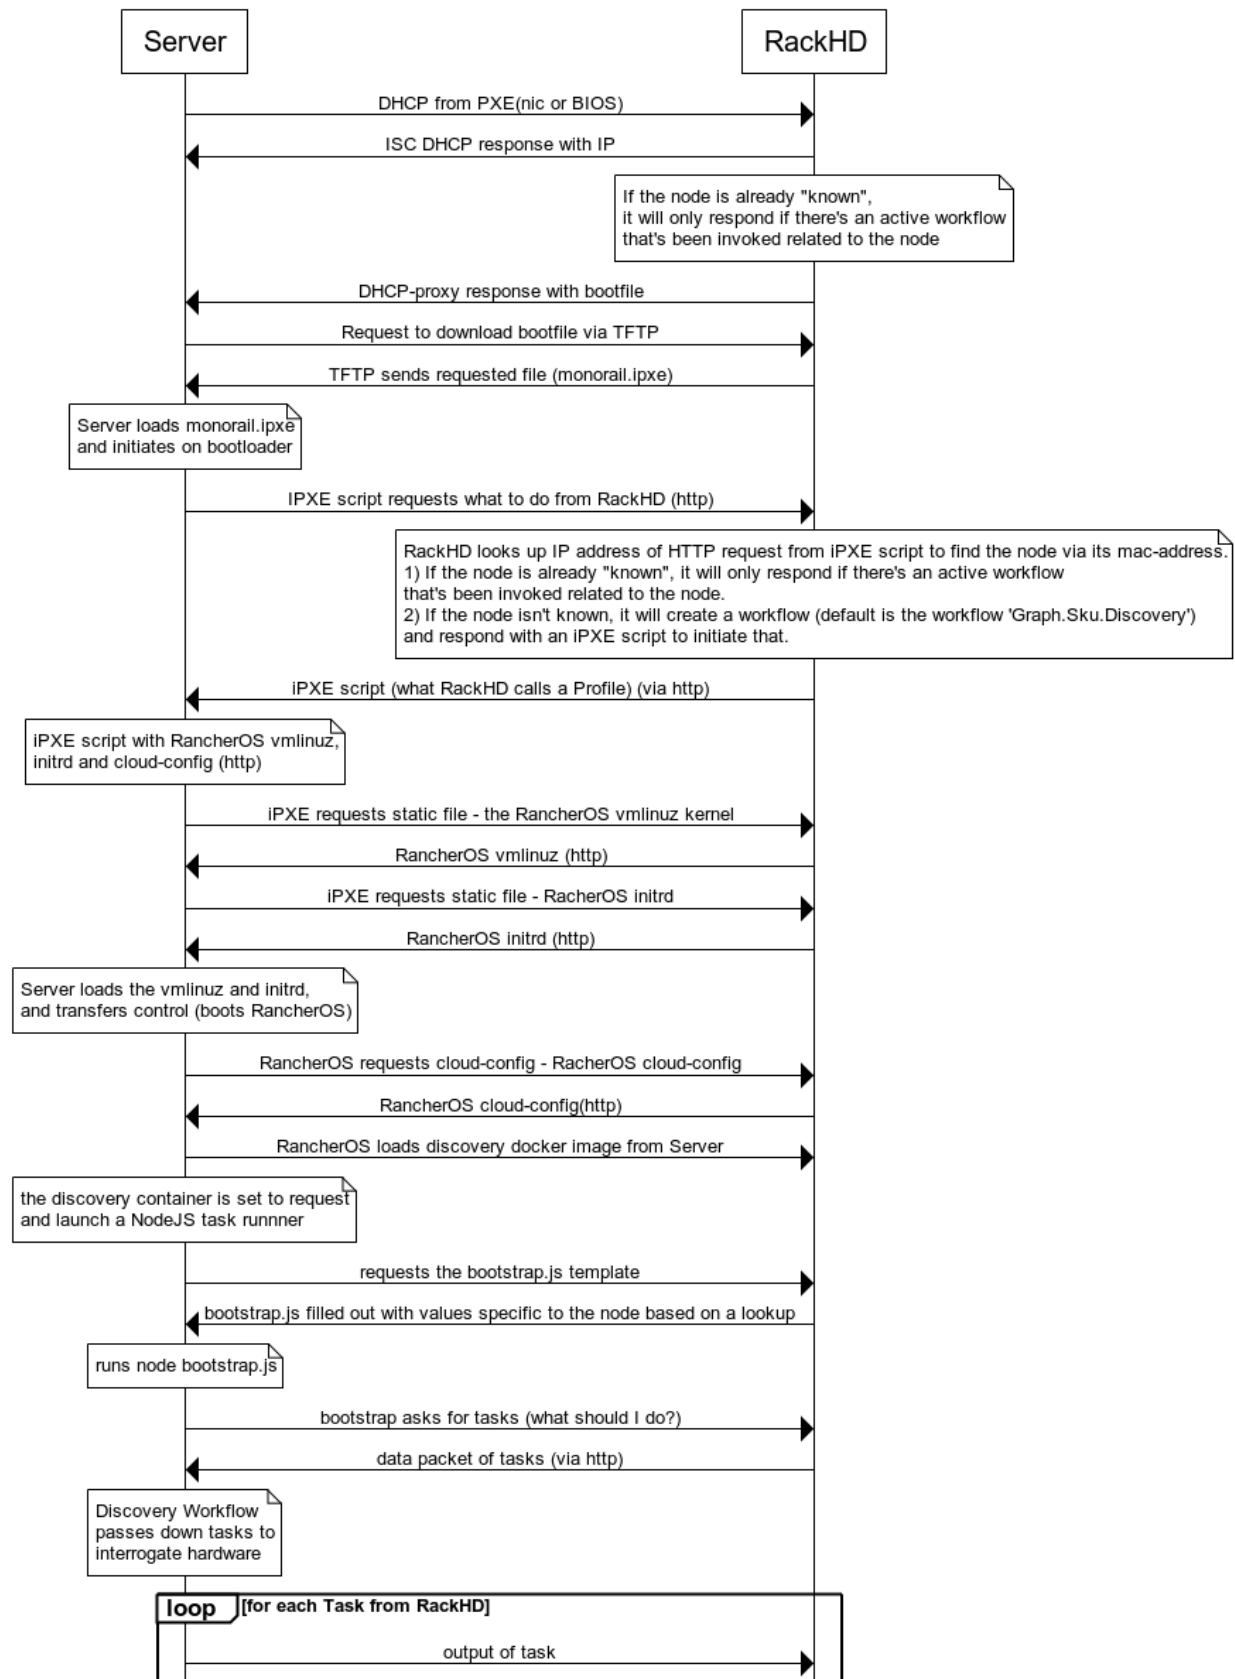 Server
RackHD
DHCP from PXE(nic or BIOS)
ISC DHCP response with IP
If the node is already "known",
it will only respond if there's an active workflow
that's been invoked related to the node
DHCP-proxy response with bootfile
Request to download bootfile via TFTP
TFTP sends requested file (monorail.ipxe)
Server loads monorail.ipxe
and initiates on bootloader
IPXE script requests what to do from RackHD (http)
RackHD looks up IP address of HTTP request from iPXE script to find the node via its mac-address.
1) If the node is already "known", it will only respond if there's an active workflow
that's been invoked related to the node.
2) If the node isn't known, it will create a workflow (default is the workflow 'Graph.Sku.Discovery')
and respond with an iPXE script to initiate that.
iPXE script (what RackHD calls a Profile) (via http)
iPXE script with RancherOS vmlinuz,
initrd and cloud-config (http)
iPXE requests static file - the RancherOS vmlinuz kernel
RancherOS vmlinuz (http)
iPXE requests static file - RacherOS initrd
RancherOS initrd (http)
Server loads the vmlinuz and initrd,
and transfers control (boots RancherOS)
RancherOS requests cloud-config - RacherOS cloud-config
RancherOS cloud-config(http)
RancherOS loads discovery docker image from Server
the discovery container is set to request
and launch a NodeJS task runnner
requests the bootstrap.js template
bootstrap.js filled out with values specific to the node based on a lookup
runs node bootstrap.js
bootstrap asks for tasks (what should I do?)
data packet of tasks (via http)
Discovery Workflow
passes down tasks to
interrogate hardware
loop [for each Task from RackHD]
output of task